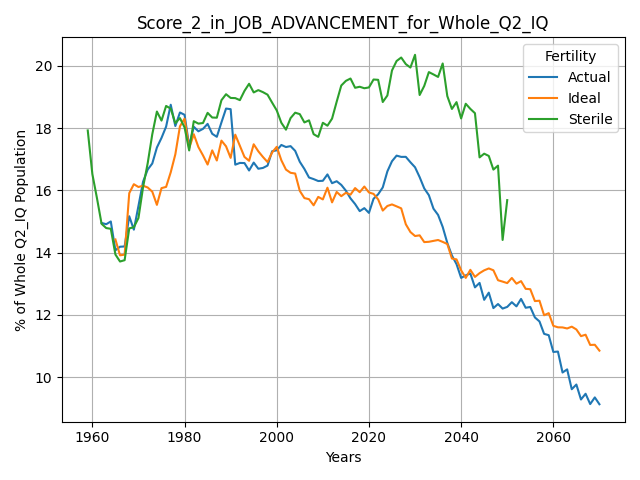 Score_2_in_JOB_ADVANCEMENT_for_Whole_Q2_IQ
Fertility
Actual
Ideal
Sterile
% of Whole Q2_IQ Population
20
18
16
14
12
10
1960
1980
2000
2020
2040
2060
Years